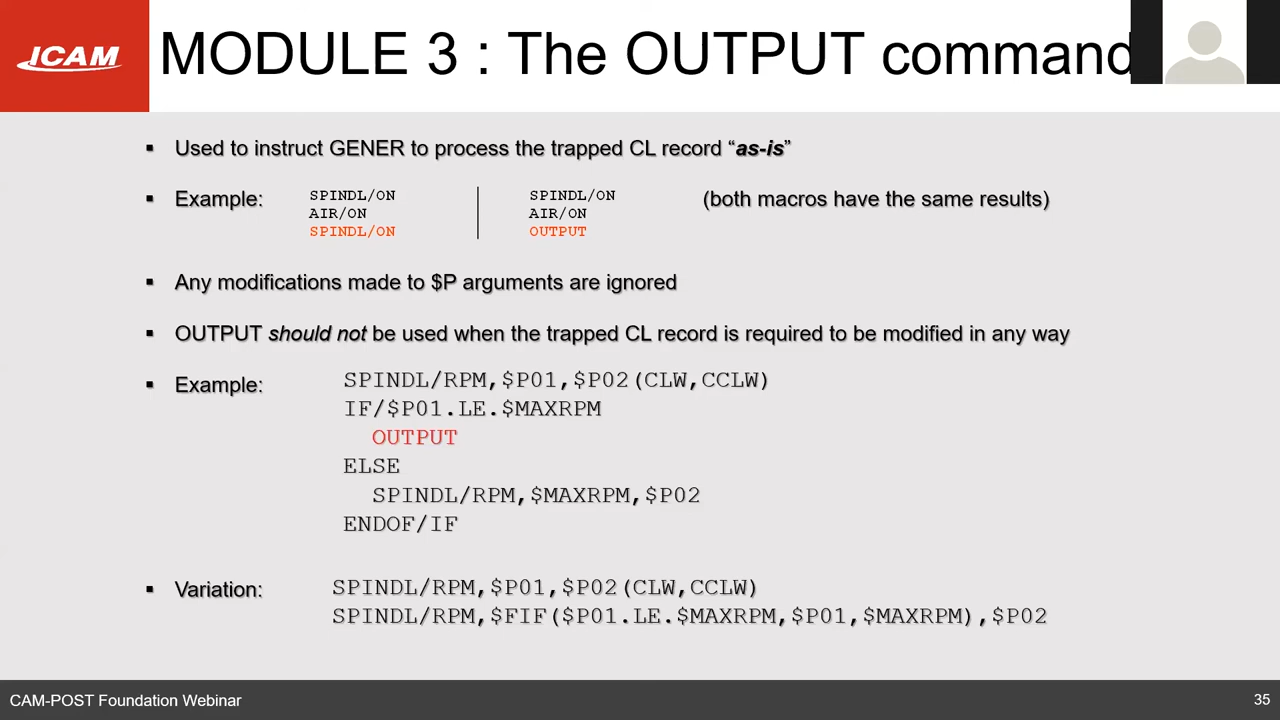 ICAM
MODULE 3 : The OUTPUT command
▪ Used to instruct GENER to process the trapped CL record “as-is”
▪ Example:
SPINDL/ON
AIR/ON
SPINDL/ON
SPINDL/ON
AIR/ON
OUTPUT
(both macros have the same results)
▪ Any modifications made to $P arguments are ignored
▪ OUTPUT should not be used when the trapped CL record is required to be modified in any way
▪ Example:
SPINDL/RPM,$P01,$P02(CLW,CCLW)
IF/$P01.LE.$MAXRPM
OUTPUT
ELSE
SPINDL/RPM,$MAXRPM,$P02
ENDOF/IF
▪ Variation:
SPINDL/RPM,$P01,$P02(CLW,CCLW)
SPINDL/RPM,$FIF($P01.LE.$MAXRPM,$P01,$MAXRPM),$P02
CAM-POST Foundation Webinar
35